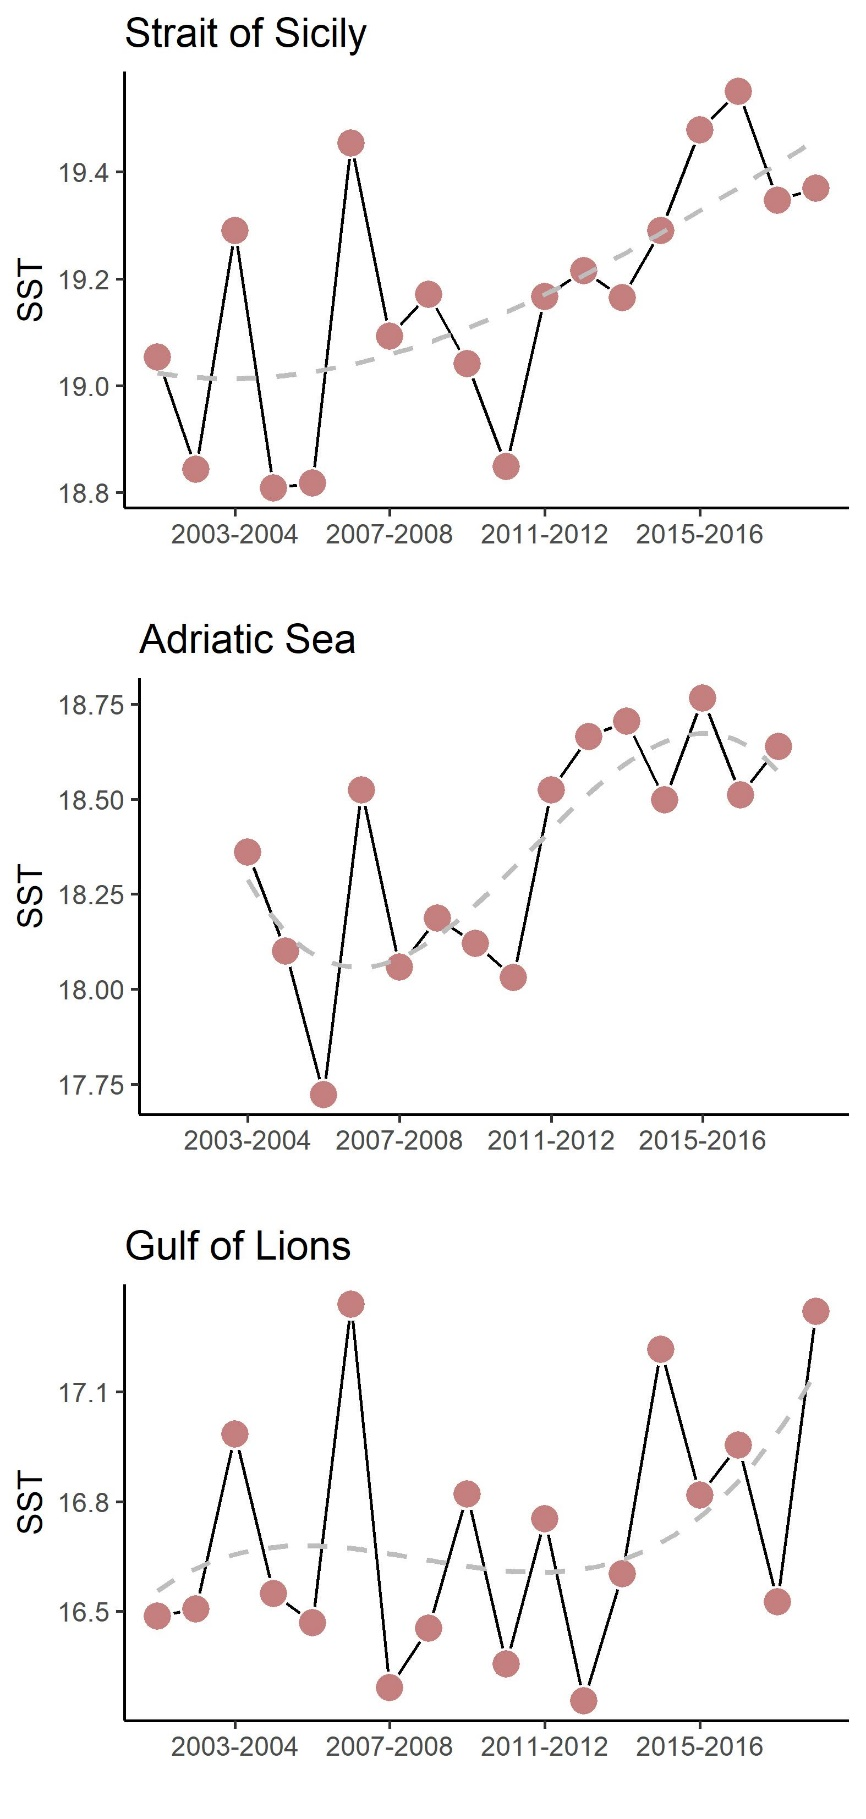 Strait of Sicily
SST
19.4
19.2
19.0
18.8
2003-2004 2007-2008 2011-2012 2015-2016
Adriatic Sea
SST
18.75
18.50
18.25
18.00
17.75
2003-2004 2007-2008 2011-2012 2015-2016
Gulf of Lions
SST
17.1
16.8
16.5
2003-2004 2007-2008 2011-2012 2015-2016